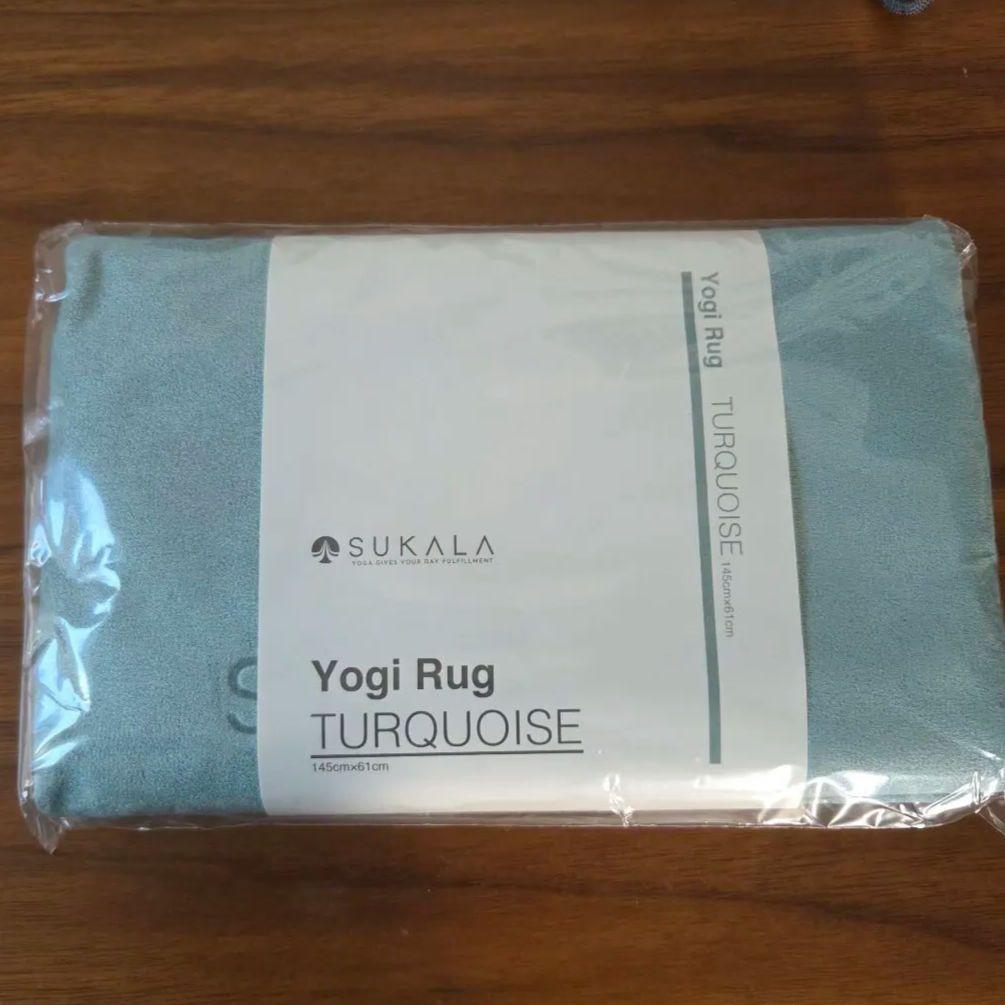 SUKALA
YOGA GIVES YOUR DAY FULFILLMENT
Yogi Rug
TURQUOISE
145cm×61cm
Yogi Rug TURQUOISE 145cm×61cm
S